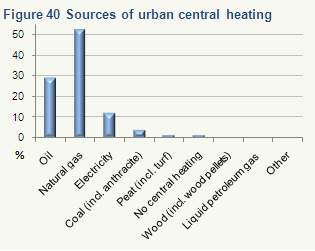 Figure 40 Sources of urban central heating
50
40
30
20
10
0
%
Oil
Natural gas
Electricity
Coal (incl. anthracite)
Peat (incl. turf)
No central heating
Wood (incl. wood pellets)
Liquid petroleum gas
Other